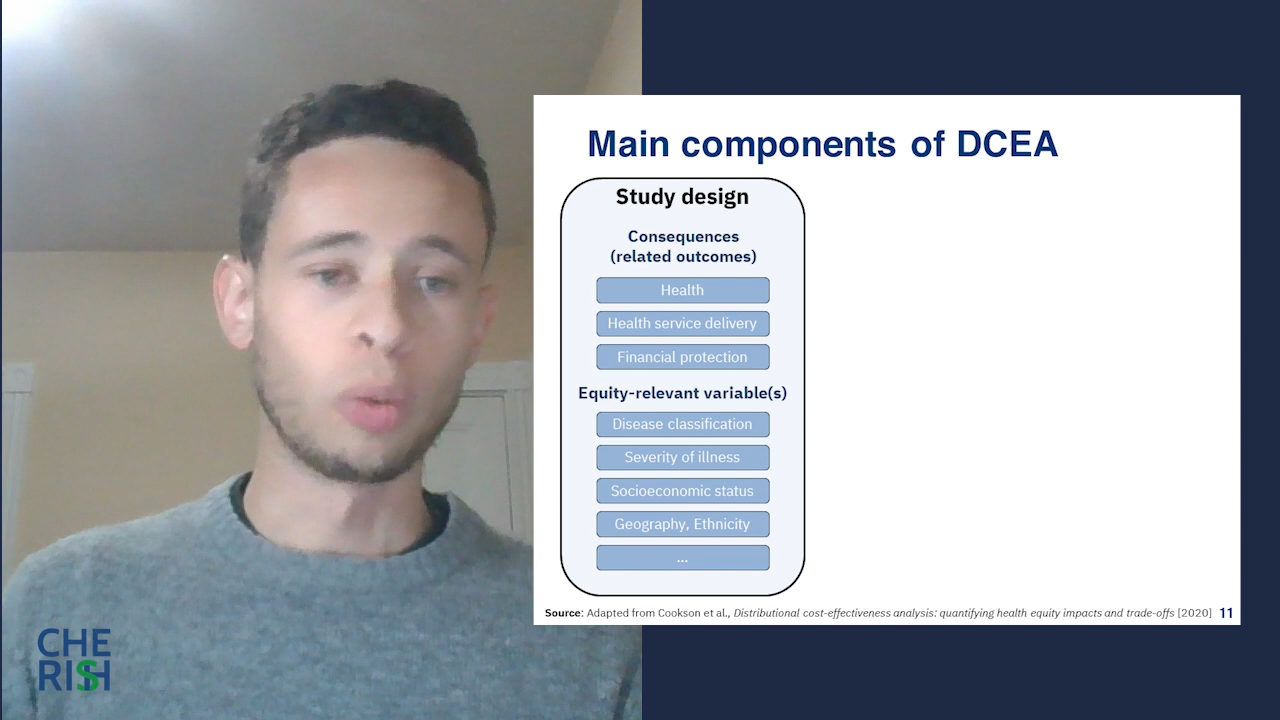 Main components of DCEA
Study design
Consequences
(related outcomes)
Health
Health service delivery
Financial protection
Equity-relevant variable(s)
Disease classification
Severity of illness
Socioeconomic status
Geography, Ethnicity
...
Source: Adapted from Cookson et al., Distributional cost-effectiveness analysis: quantifying health equity impacts and trade-offs [2020] 11
CHE
RISH